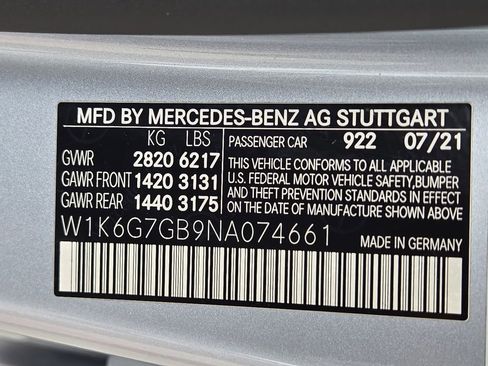 MFD BY MERCEDES-BENZ AG STUTTGART
KG LBS PASSENGER CAR 922 07/21
GVWR 2820 6217 THIS VEHICLE CONFORMS TO ALL APPLICABLE
GAWR FRONT 1420 3131 U.S. FEDERAL MOTOR VEHICLE SAFETY, BUMPER
GAWR REAR 1440 3175 AND THEFT PREVENTION STANDARDS IN EFFECT
ON THE DATE OF MANUFACTURE SHOWN ABOVE
W1K6G7GB9NA074661 MADE IN GERMANY